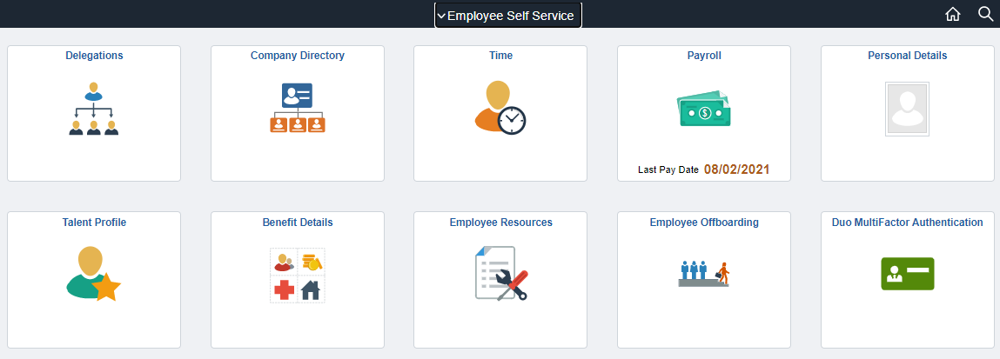 Employee Self Service
Delegations
Company Directory
Time
Payroll
Personal Details
Last Pay Date 08/02/2021
Talent Profile
Benefit Details
Employee Resources
Employee Offboarding
Duo MultiFactor Authentication